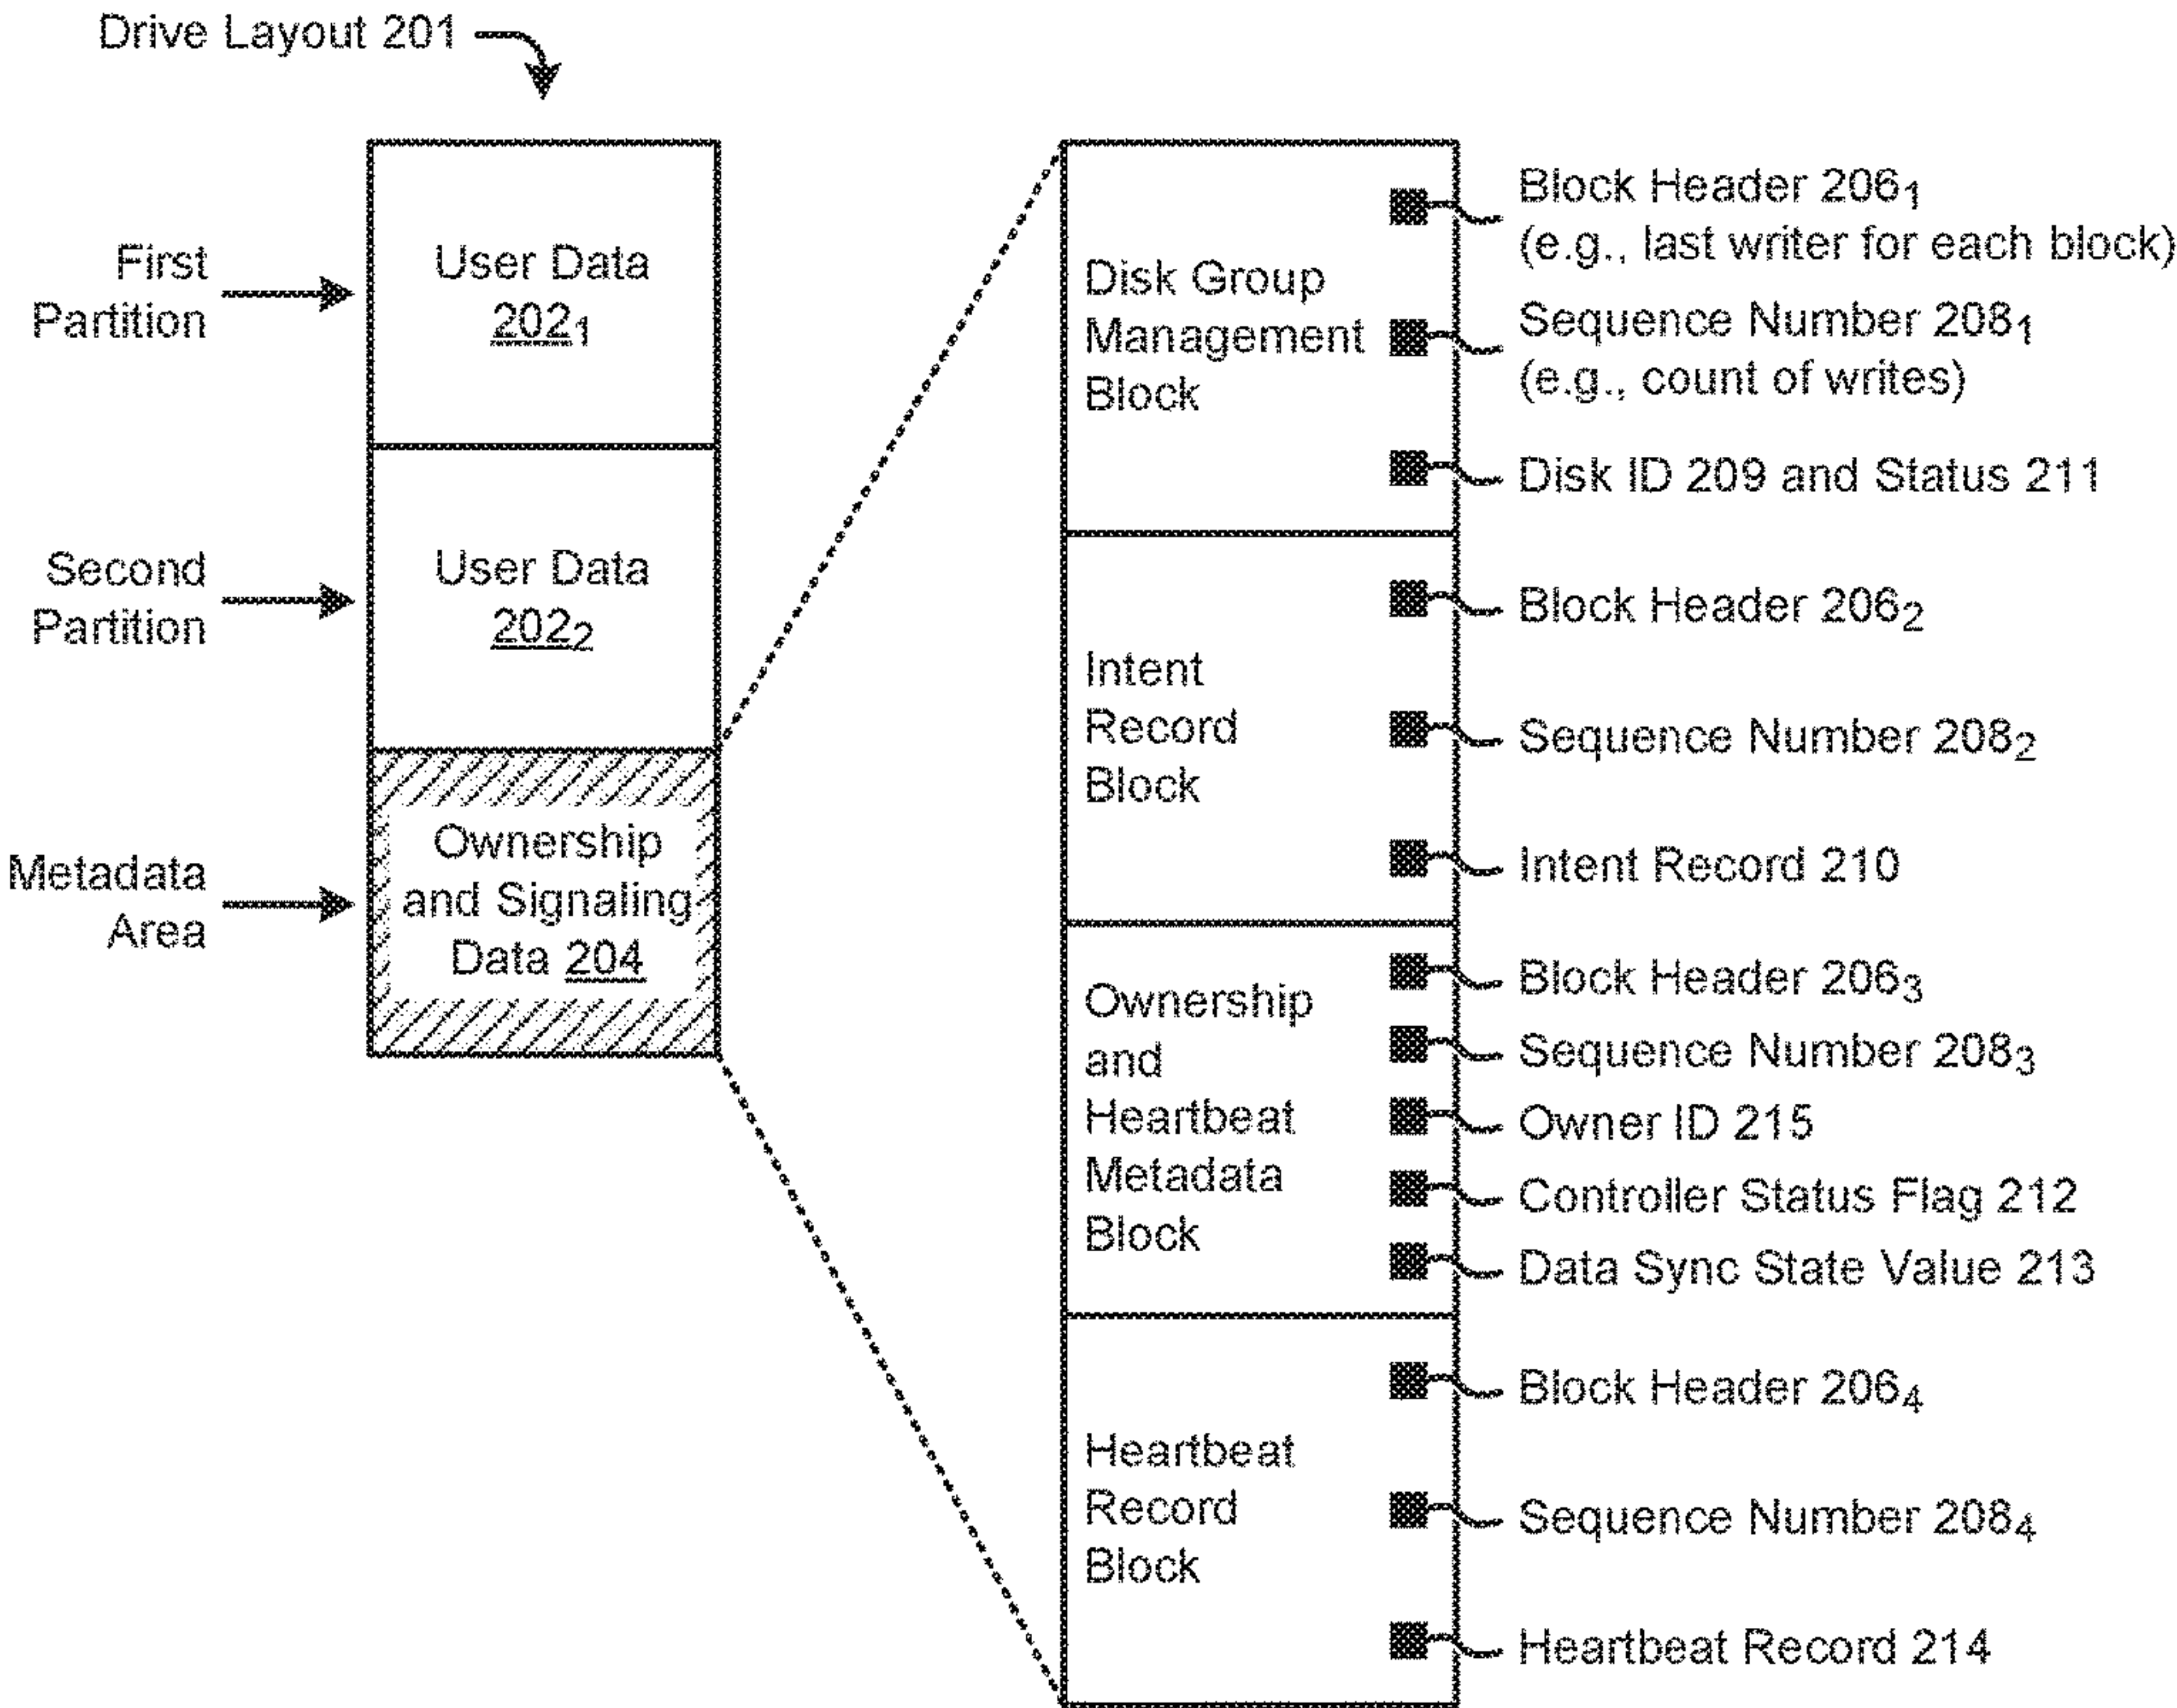 Drive Layout 201
First
Partition
User Data
202₁
Second
Partition
User Data
202₂
Metadata
Area
Ownership
and Signaling
Data 204
Disk Group
Management
Block
Block Header 206₁
(e.g., last writer for each block)
Sequence Number 208₁
(e.g., count of writes)
Disk ID 209 and Status 211
Intent
Record
Block
Block Header 206₂
Sequence Number 208₂
Intent Record 210
Ownership
and
Heartbeat
Metadata
Block
Block Header 206₃
Sequence Number 208₃
Owner ID 215
Controller Status Flag 212
Data Sync State Value 213
Heartbeat
Record
Block
Block Header 206₄
Sequence Number 208₄
Heartbeat Record 214